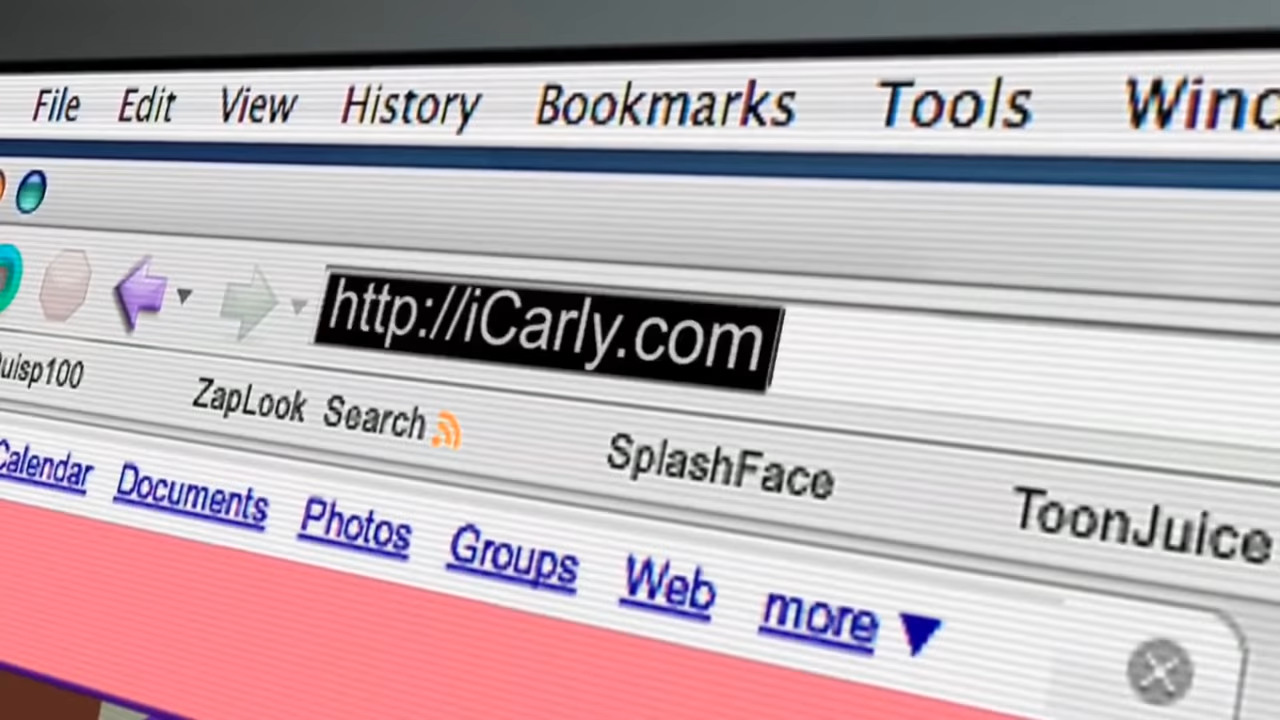 File Edit View History Bookmarks Tools
http://iCarly.com
ZapLook Search SplashFace ToonJuice
Calendar Documents Photos Groups Web more